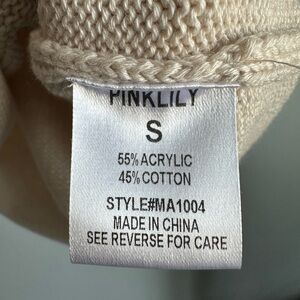 PINKLILY
S
55% ACRYLIC
45% COTTON
STYLE#MA1004
MADE IN CHINA
SEE REVERSE FOR CARE